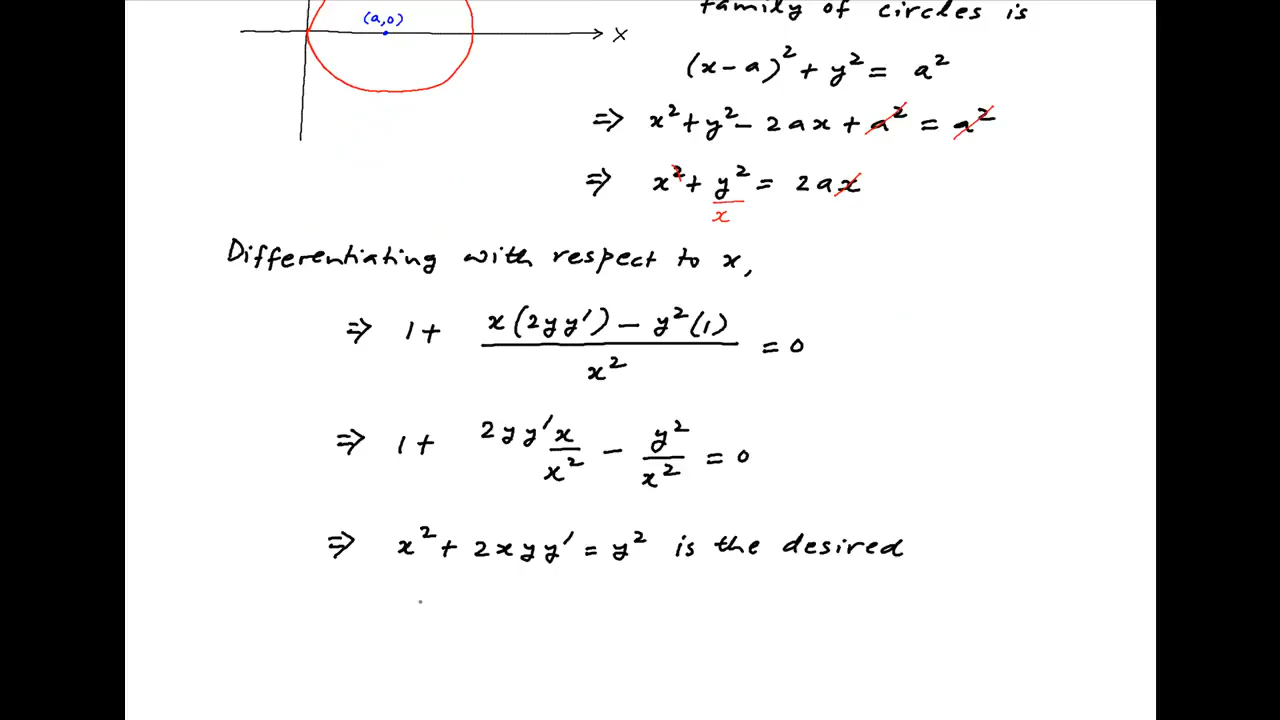 family of circles is
(a,0)
X
(x-a)² + y² = a²
⇒ x² + y² - 2ax + a² = a²
⇒ x² + y² = 2ax
x
Differentiating with respect to x,
⇒ 1 + (x(2yy′) - y²(1)) / x² = 0
⇒ 1 + 2yy′x/x² - y²/x² = 0
⇒ x² + 2xyy′ = y² is the desired